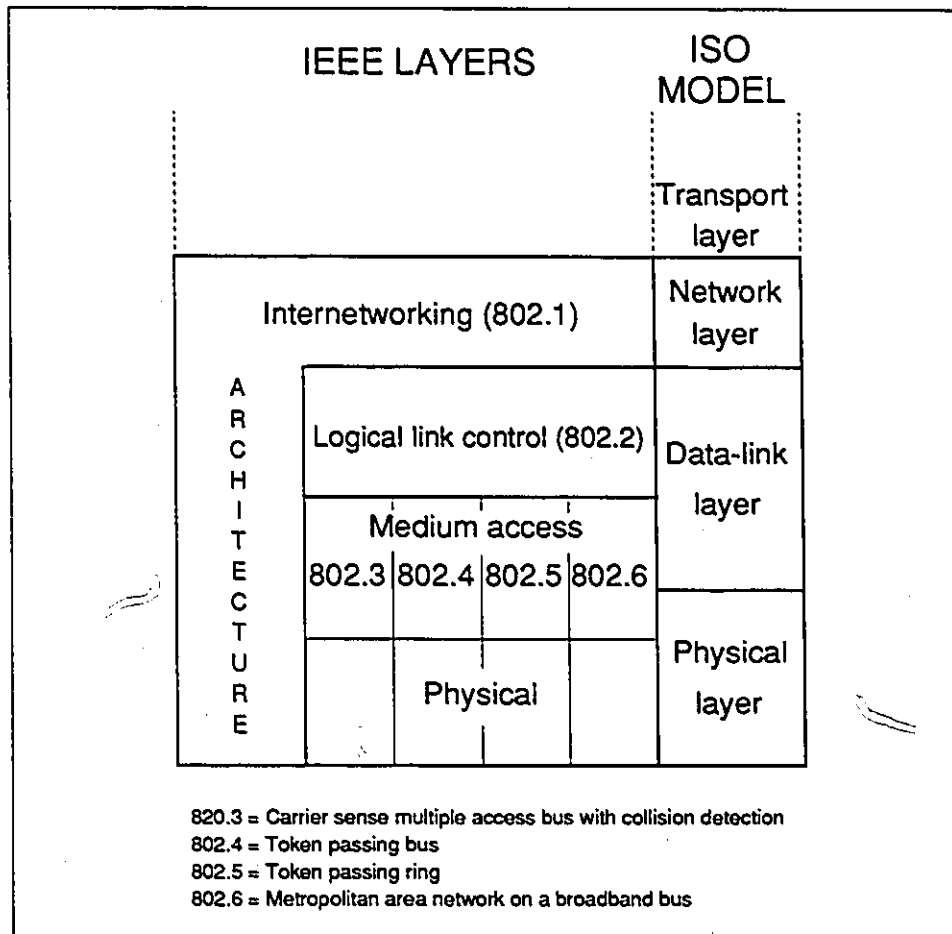 IEEE LAYERS
ISO
MODEL
Transport
layer
Internetworking (802.1)
Network
layer
ARCHITECTURE
Logical link control (802.2)
Data-link
layer
Medium access
802.3 802.4 802.5 802.6
Physical
Physical
layer
820.3 = Carrier sense multiple access bus with collision detection
802.4 = Token passing bus
802.5 = Token passing ring
802.6 = Metropolitan area network on a broadband bus